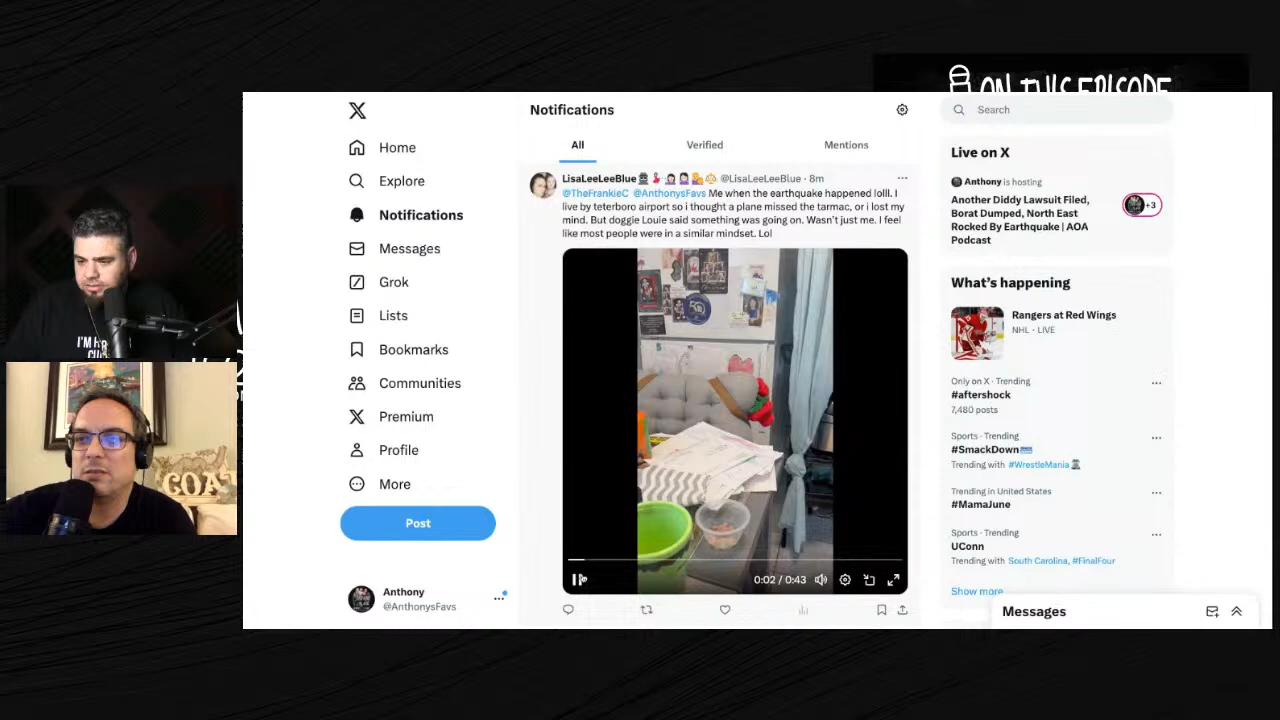 ON THIS EPISODE
Notifications
Search
All
Verified
Mentions
Home
Explore
Notifications
Messages
Grok
Lists
Bookmarks
Communities
Premium
Profile
More
Post
Anthony
@AnthonysFavs
LisaLeeLeeBlue @LisaLeeLeeBlue · 8m
@TheFrankieC @AnthonysFavs Me when the earthquake happened lolll. I
live by teterboro airport so i thought a plane missed the tarmac, or i lost my
mind. But doggie Louie said something was going on. Wasn't just me. I feel
like most people were in a similar mindset. Lol
0:02 / 0:43
Live on X
Anthony is hosting
Another Diddy Lawsuit Filed,
Borat Dumped, North East
Rocked By Earthquake | AOA
Podcast
+3
What's happening
Rangers at Red Wings
NHL · LIVE
Only on X · Trending
#aftershock
7,480 posts
Sports · Trending
#SmackDown
Trending with #WrestleMania
Trending in United States
#MamaJune
Sports · Trending
UConn
Trending with South Carolina, #FinalFour
Show more
Messages
I'M
GOAT